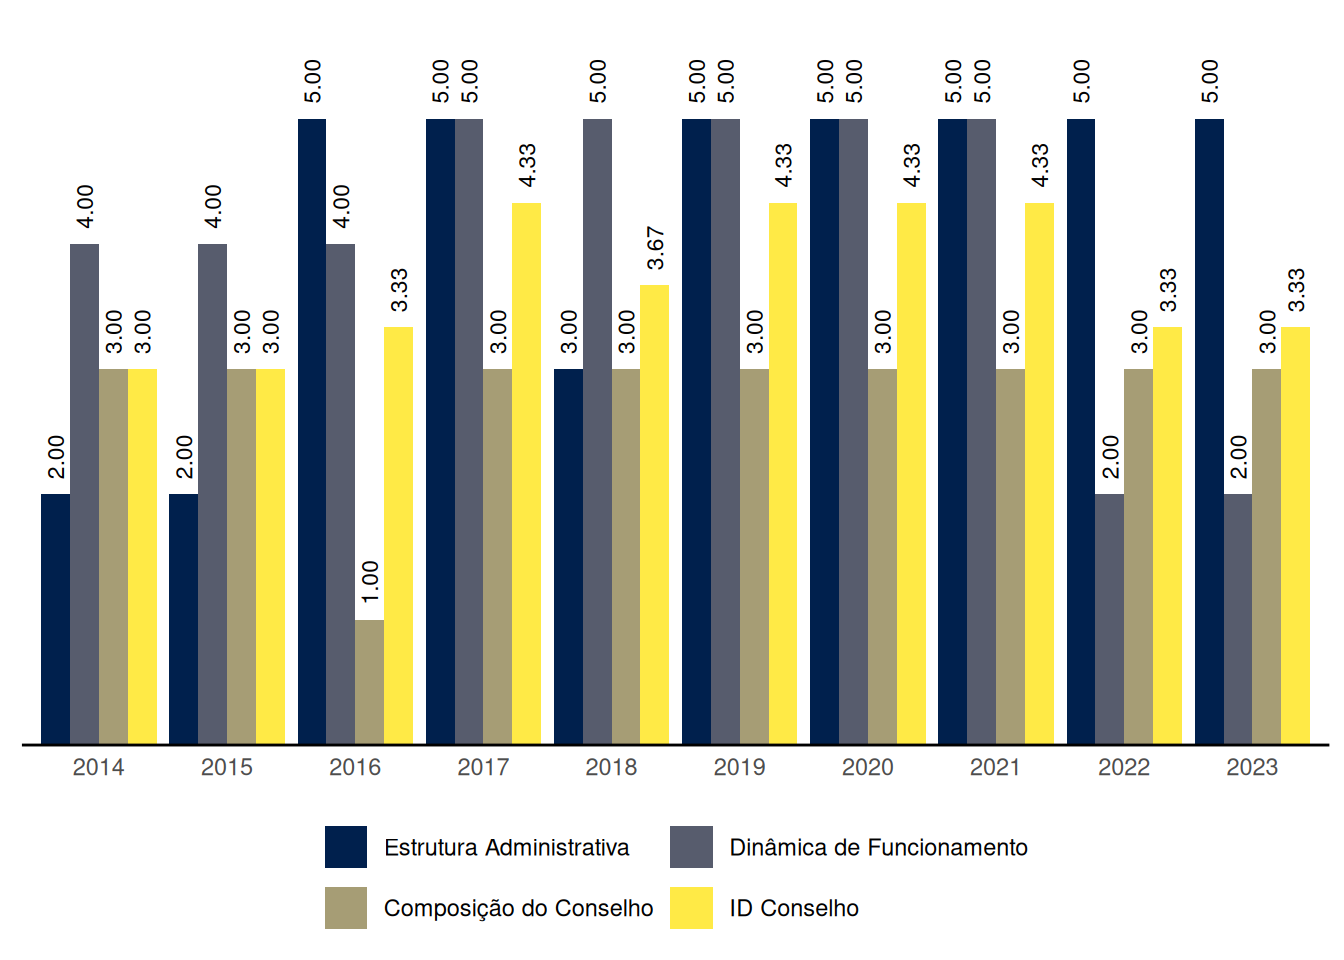 5.00 5.00 5.00 5.00 5.00 5.00 5.00 5.00 5.00 5.00 5.00 5.00
4.33 4.33 4.33 4.33
4.00 4.00 4.00
3.67
3.33 3.33 3.33
3.00 3.00 3.00 3.00 3.00 3.00 3.00 3.00 3.00 3.00 3.00 3.00
2.00 2.00 2.00 2.00
1.00
2014 2015 2016 2017 2018 2019 2020 2021 2022 2023
Estrutura Administrativa Dinâmica de Funcionamento
Composição do Conselho ID Conselho